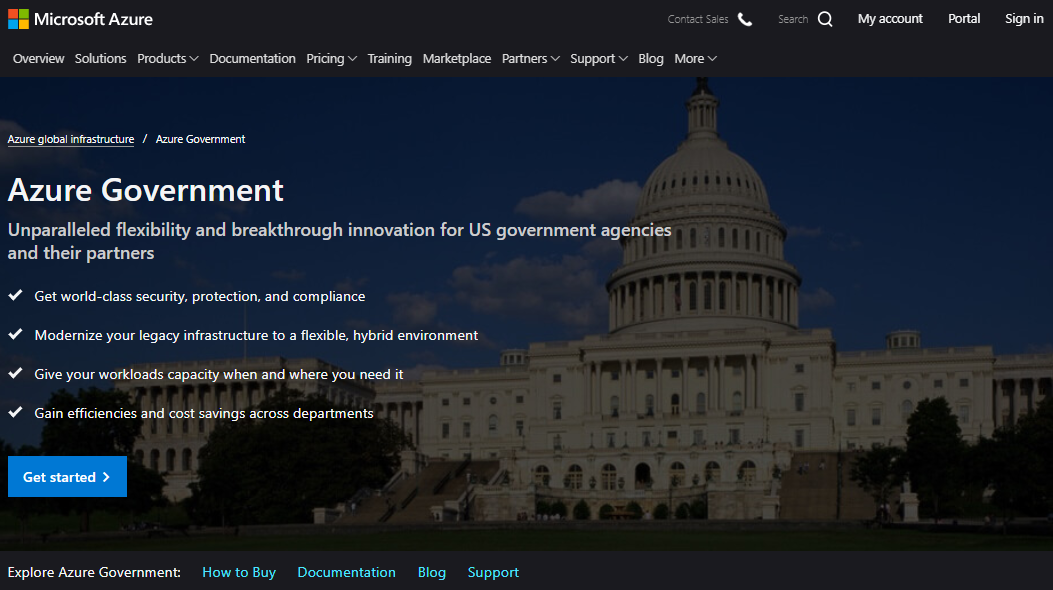 Microsoft Azure
Contact Sales
Search
My account
Portal
Sign in
Overview Solutions Products Documentation Pricing Training Marketplace Partners Support Blog More
Azure global infrastructure / Azure Government
Azure Government
Unparalleled flexibility and breakthrough innovation for US government agencies
and their partners
Get world-class security, protection, and compliance
Modernize your legacy infrastructure to a flexible, hybrid environment
Give your workloads capacity when and where you need it
Gain efficiencies and cost savings across departments
Get started
Explore Azure Government: How to Buy Documentation Blog Support